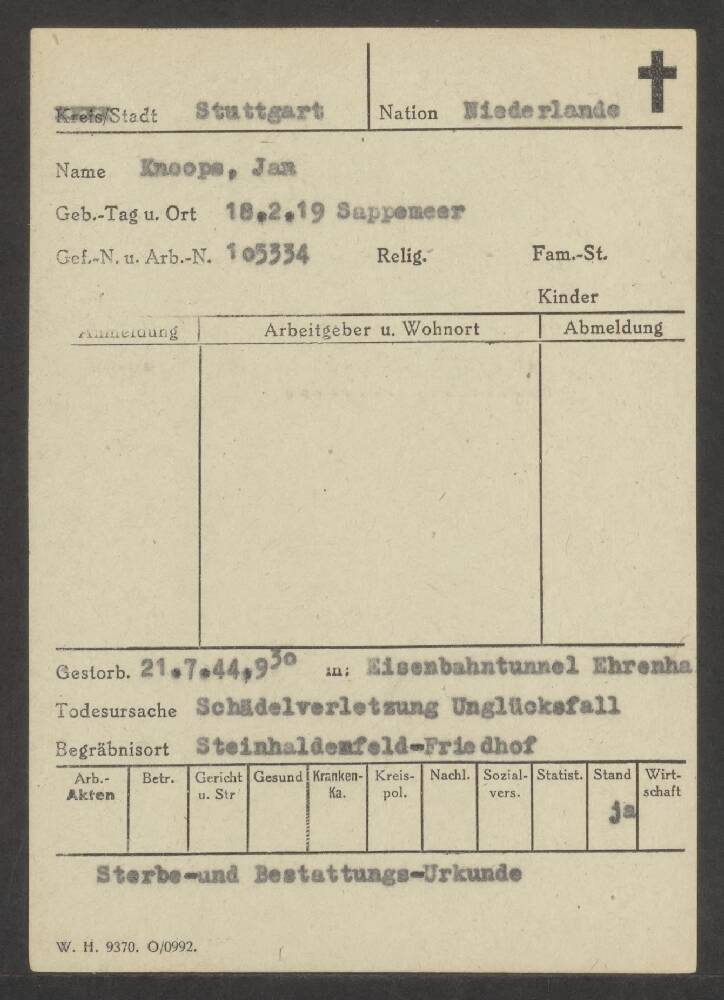 Kreis/Stadt Stuttgart Nation Niederlande
Name Knoops, Jan
Geb.-Tag u. Ort 18.2.19 Sappemeer
Gef.-N. u. Arb.-N. 105334 Relig. Fam.-St.
Kinder
Anmeldung Arbeitgeber u. Wohnort Abmeldung
Gestorb. 21.7.44,9³⁰ in: Eisenbahntunnel Ehrenha
Todesursache Schädelverletzung Unglücksfall
Begräbnisort Steinhaldenfeld-Friedhof
Arb.- Betr. Gericht Gesund Kranken- Kreis- Nachl. Sozial- Statist. Stand Wirt-
Akten u. Str Ka. pol. vers. schaft
ja
Sterbe-und Bestattungs-Urkunde
W. H. 9370. O/0992.